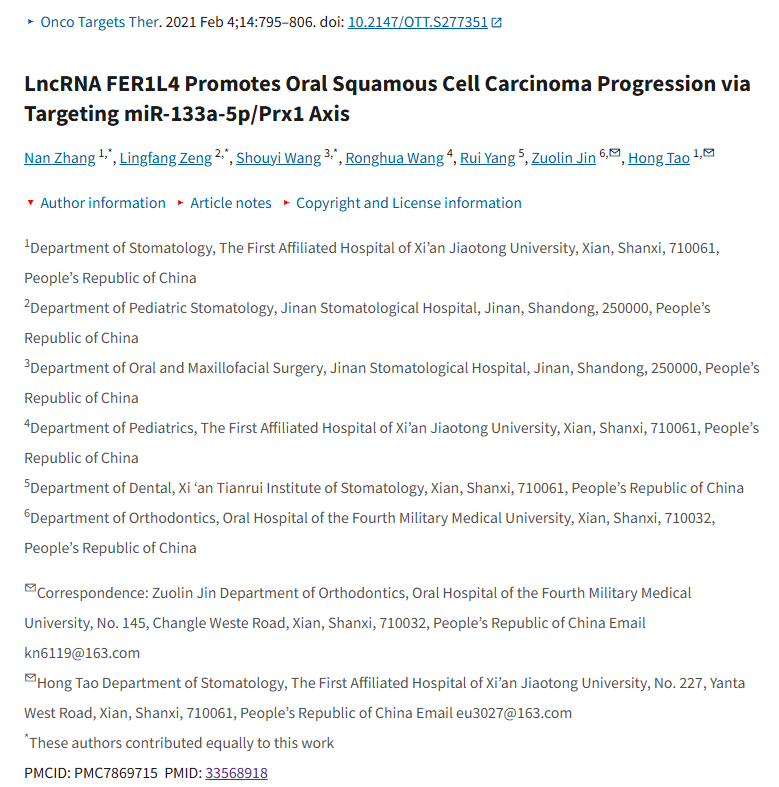 Onco Targets Ther. 2021 Feb 4;14:795–806. doi: 10.2147/OTT.S277351
LncRNA FER1L4 Promotes Oral Squamous Cell Carcinoma Progression via
Targeting miR-133a-5p/Prx1 Axis
Nan Zhang 1,*, Lingfang Zeng 2,*, Shouyi Wang 3,*, Ronghua Wang 4, Rui Yang 5, Zuolin Jin 6,✉, Hong Tao 1,✉
Author information Article notes Copyright and License information
1Department of Stomatology, The First Affiliated Hospital of Xi’an Jiaotong University, Xian, Shanxi, 710061,
People’s Republic of China
2Department of Pediatric Stomatology, Jinan Stomatological Hospital, Jinan, Shandong, 250000, People’s
Republic of China
3Department of Oral and Maxillofacial Surgery, Jinan Stomatological Hospital, Jinan, Shandong, 250000, People’s
Republic of China
4Department of Pediatrics, The First Affiliated Hospital of Xi’an Jiaotong University, Xian, Shanxi, 710061, People’s
Republic of China
5Department of Dental, Xi ‘an Tianrui Institute of Stomatology, Xian, Shanxi, 710061, People’s Republic of China
6Department of Orthodontics, Oral Hospital of the Fourth Military Medical University, Xian, Shanxi, 710032,
People’s Republic of China
✉Correspondence: Zuolin Jin Department of Orthodontics, Oral Hospital of the Fourth Military Medical
University, No. 145, Changle Weste Road, Xian, Shanxi, 710032, People’s Republic of China Email
kn6119@163.com
✉Hong Tao Department of Stomatology, The First Affiliated Hospital of Xi’an Jiaotong University, No. 227, Yanta
West Road, Xian, Shanxi, 710061, People’s Republic of China Email eu3027@163.com
*These authors contributed equally to this work
PMCID: PMC7869715 PMID: 33568918